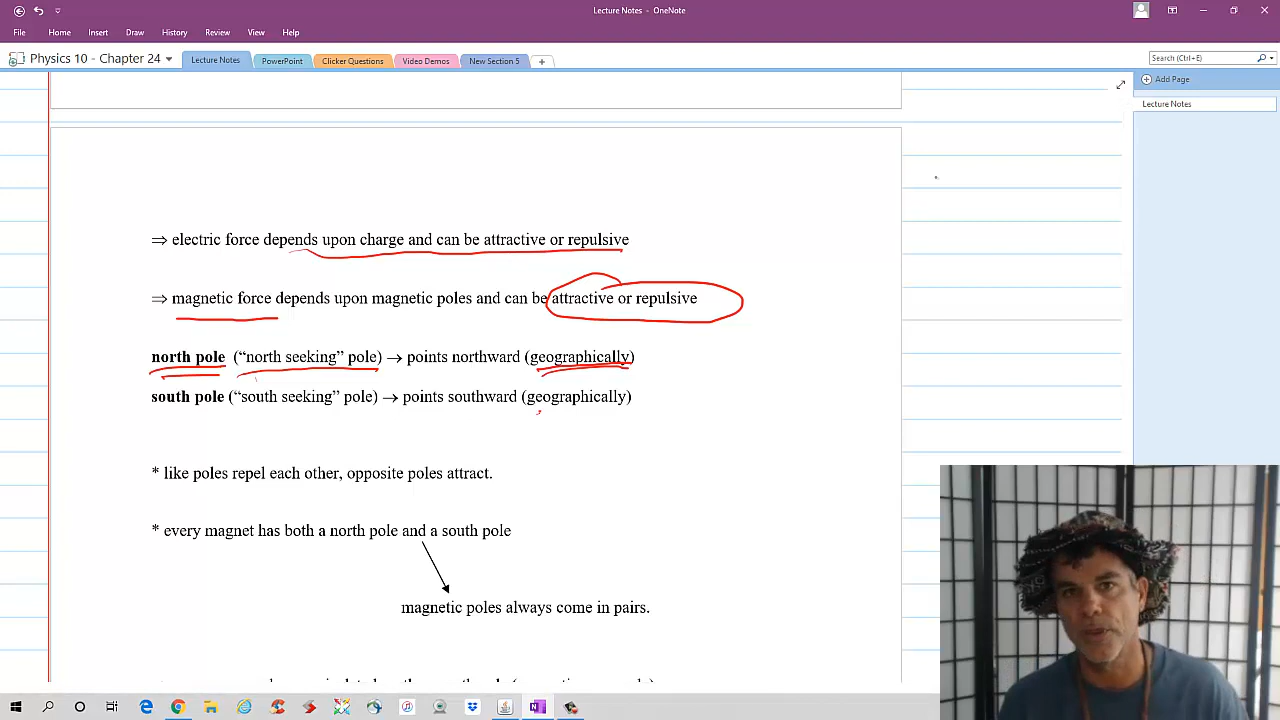 Lecture Notes - OneNote
File Home Insert Draw History Review View Help
Physics 10 - Chapter 24 Lecture Notes PowerPoint Clicker Questions Video Demos New Section 5 Search (Ctrl+E)
Add Page
Lecture Notes
⇒ electric force depends upon charge and can be attractive or repulsive
⇒ magnetic force depends upon magnetic poles and can be attractive or repulsive
north pole (“north seeking” pole) → points northward (geographically)
south pole (“south seeking” pole) → points southward (geographically)
* like poles repel each other, opposite poles attract.
* every magnet has both a north pole and a south pole
magnetic poles always come in pairs.